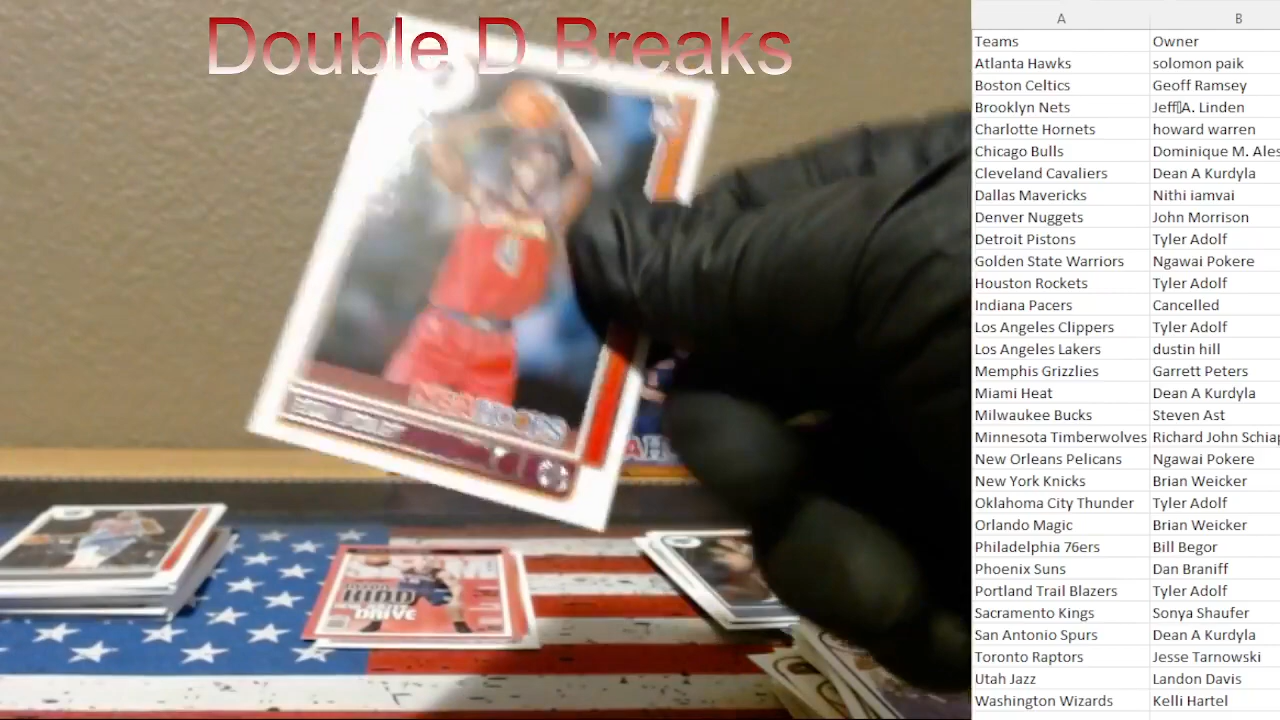 Double D Breaks
A B
Teams Owner
Atlanta Hawks solomon paik
Boston Celtics Geoff Ramsey
Brooklyn Nets Jeff▯A. Linden
Charlotte Hornets howard warren
Chicago Bulls Dominique M. Ales
Cleveland Cavaliers Dean A Kurdyla
Dallas Mavericks Nithi iamvai
Denver Nuggets John Morrison
Detroit Pistons Tyler Adolf
Golden State Warriors Ngawai Pokere
Houston Rockets Tyler Adolf
Indiana Pacers Cancelled
Los Angeles Clippers Tyler Adolf
Los Angeles Lakers dustin hill
Memphis Grizzlies Garrett Peters
Miami Heat Dean A Kurdyla
Milwaukee Bucks Steven Ast
Minnesota Timberwolves Richard John Schiap
New Orleans Pelicans Ngawai Pokere
New York Knicks Brian Weicker
Oklahoma City Thunder Tyler Adolf
Orlando Magic Brian Weicker
Philadelphia 76ers Bill Begor
Phoenix Suns Dan Braniff
Portland Trail Blazers Tyler Adolf
Sacramento Kings Sonya Shaufer
San Antonio Spurs Dean A Kurdyla
Toronto Raptors Jesse Tarnowski
Utah Jazz Landon Davis
Washington Wizards Kelli Hartel
4
NBA HOOPS
DRIVE